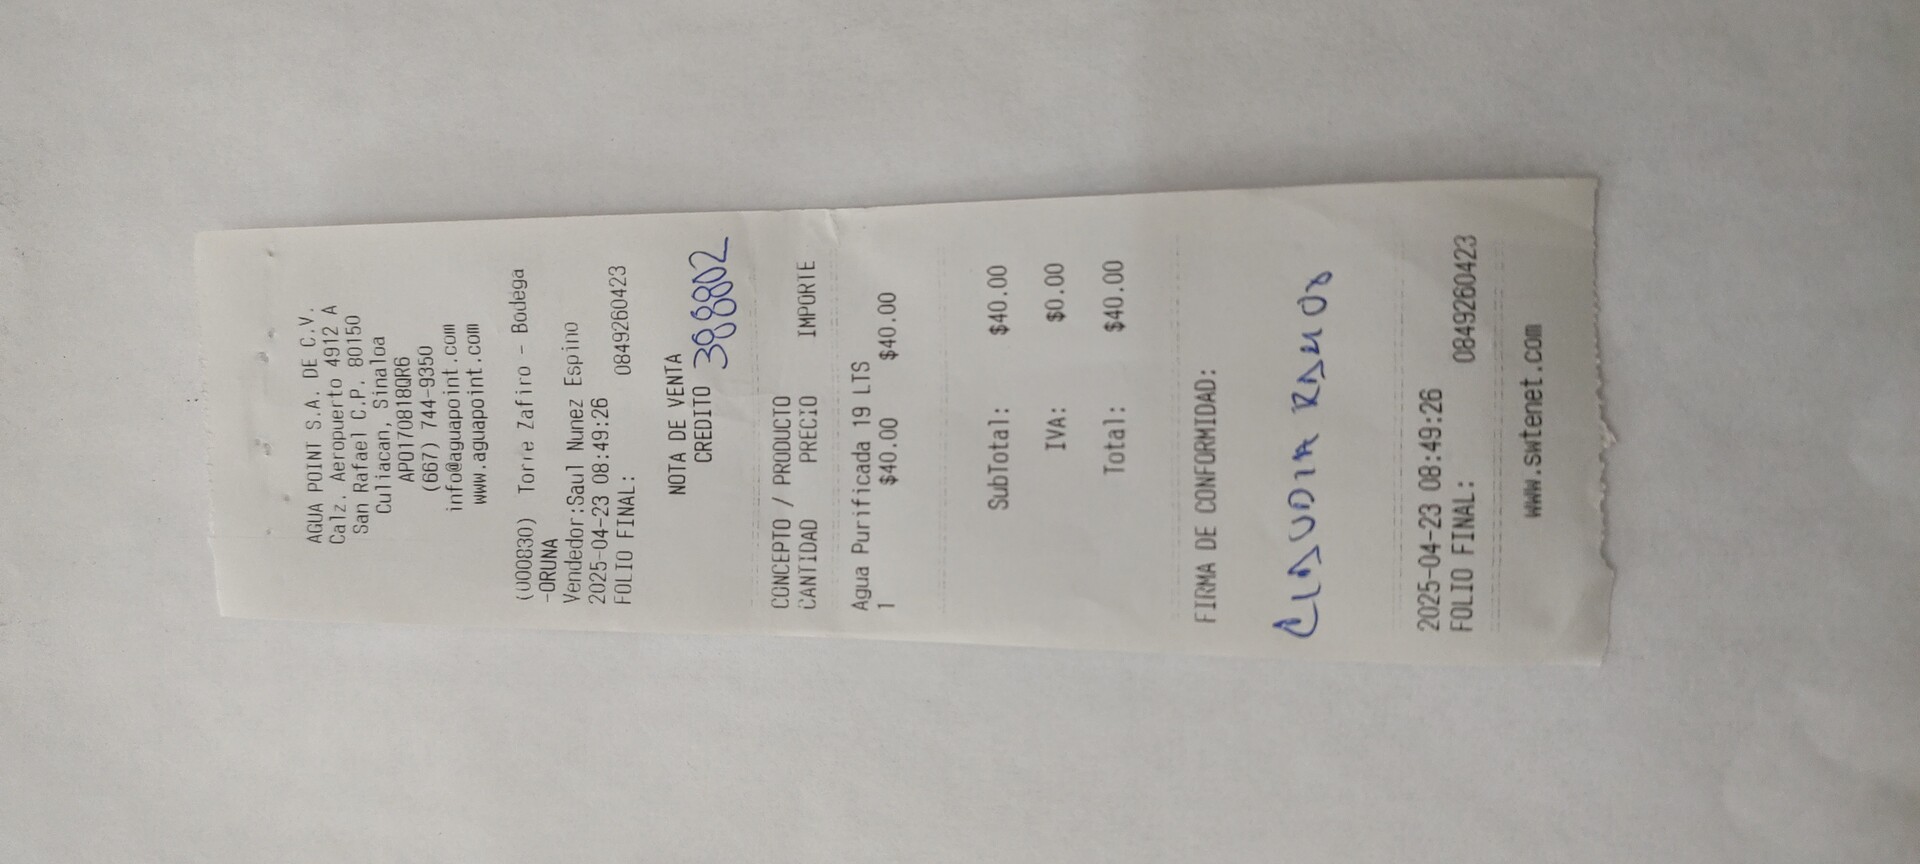 AGUA POINT S.A. DE C.V.
Calz. Aeropuerto 4912 A
San Rafael C.P. 80150
Culiacan, Sinaloa
APO170818QR6
(667) 744-9350
info@aguapoint.com
www.aguapoint.com
(000830) Torre Zafiro - Bodega
-ORUNA
Vendedor:Saul Nunez Espino
2025-04-23 08:49:26
FOLIO FINAL: 0849260423
NOTA DE VENTA
CREDITO 388802
CONCEPTO / PRODUCTO
CANTIDAD PRECIO IMPORTE
Agua Purificada 19 LTS
1 $40.00 $40.00
SubTotal: $40.00
IVA: $0.00
Total: $40.00
FIRMA DE CONFORMIDAD:
CLAUDIA RAMOS
2025-04-23 08:49:26
FOLIO FINAL: 0849260423
www.swtenet.com